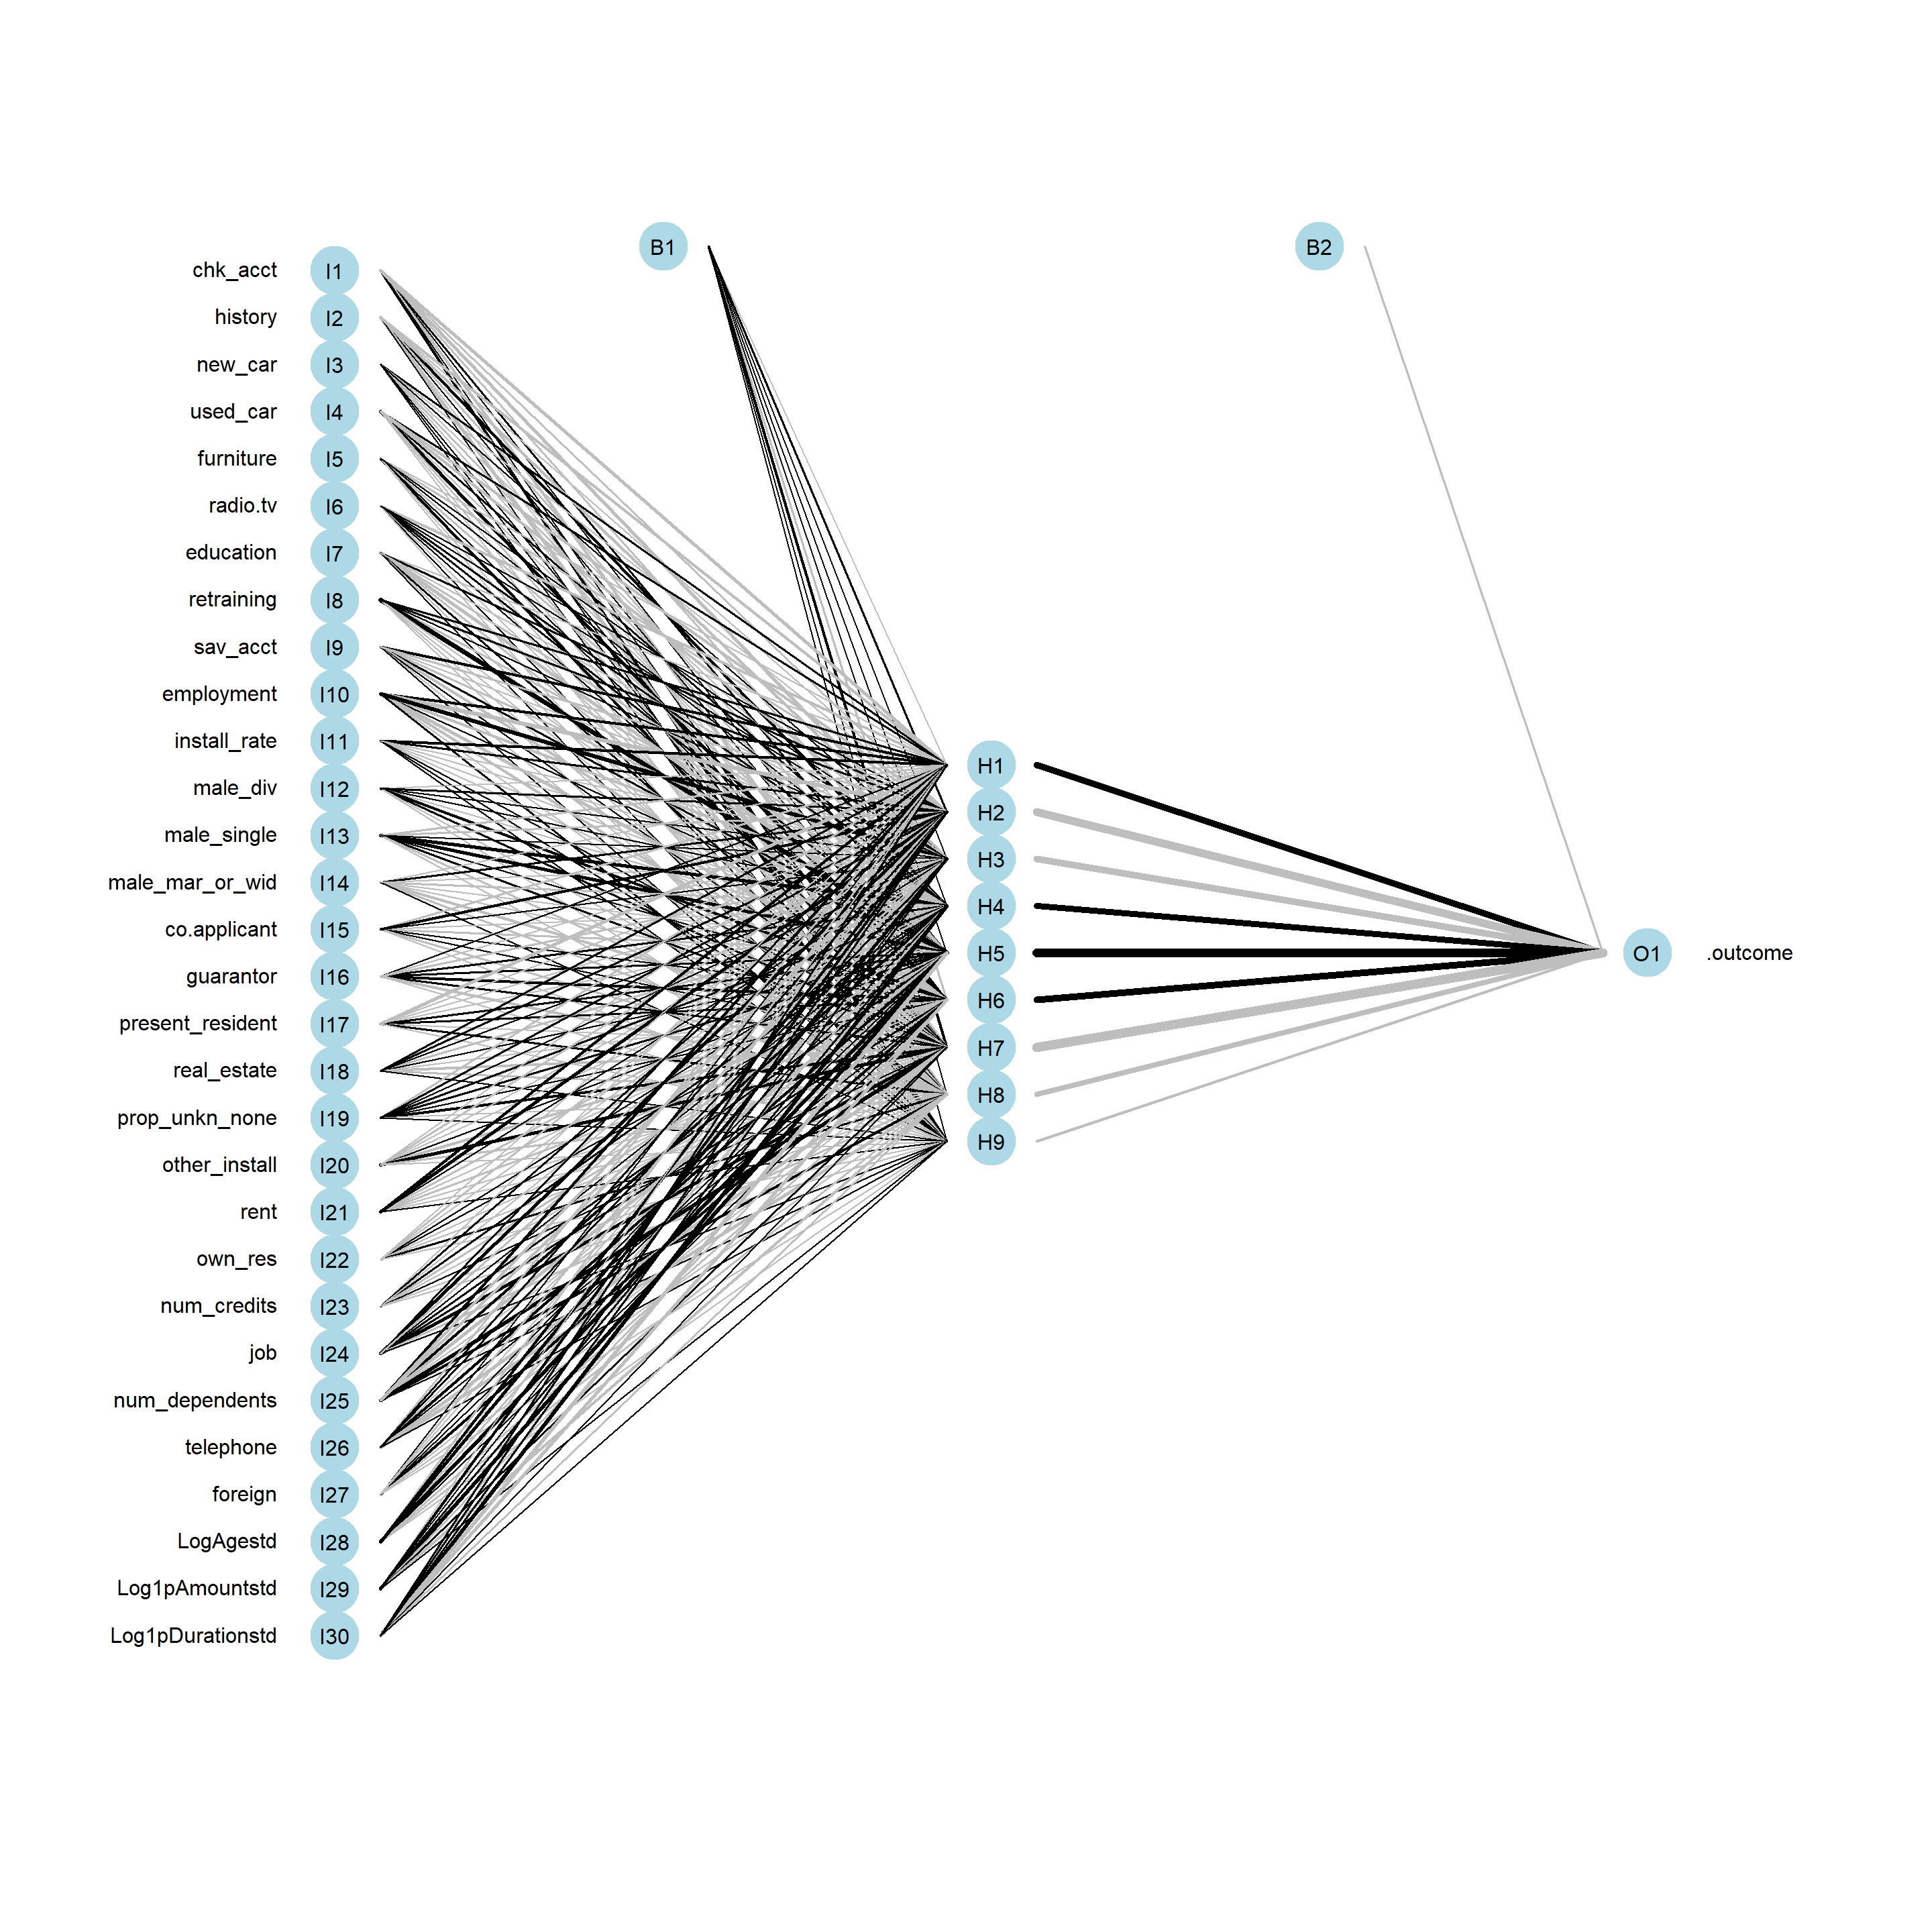 B1
B2
chk_acct I1
history I2
new_car I3
used_car I4
furniture I5
radio.tv I6
education I7
retraining I8
sav_acct I9
employment I10
install_rate I11
male_div I12
male_single I13
male_mar_or_wid I14
co.applicant I15
guarantor I16
present_resident I17
real_estate I18
prop_unkn_none I19
other_install I20
rent I21
own_res I22
num_credits I23
job I24
num_dependents I25
telephone I26
foreign I27
LogAgestd I28
Log1pAmountstd I29
Log1pDurationstd I30
H1
H2
H3
H4
H5
H6
H7
H8
H9
O1 .outcome